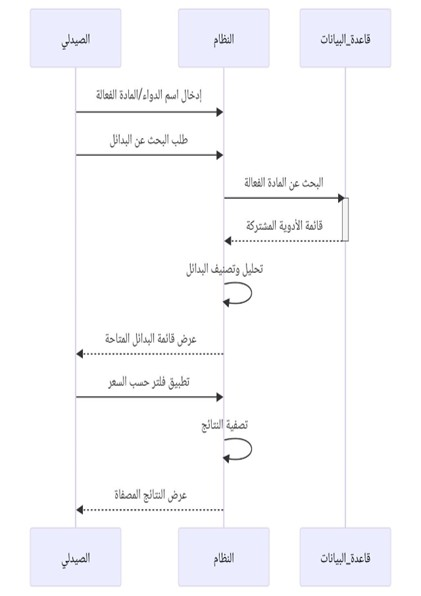 الصيدلي
النظام
قاعدة_البيانات
إدخال اسم الدواء/المادة الفعالة
طلب البحث عن البدائل
البحث عن المادة الفعالة
قائمة الأدوية المشتركة
تحليل وتصنيف البدائل
عرض قائمة البدائل المتاحة
تطبيق فلتر حسب السعر
تصفية النتائج
عرض النتائج المصفاة
الصيدلي
النظام
قاعدة_البيانات